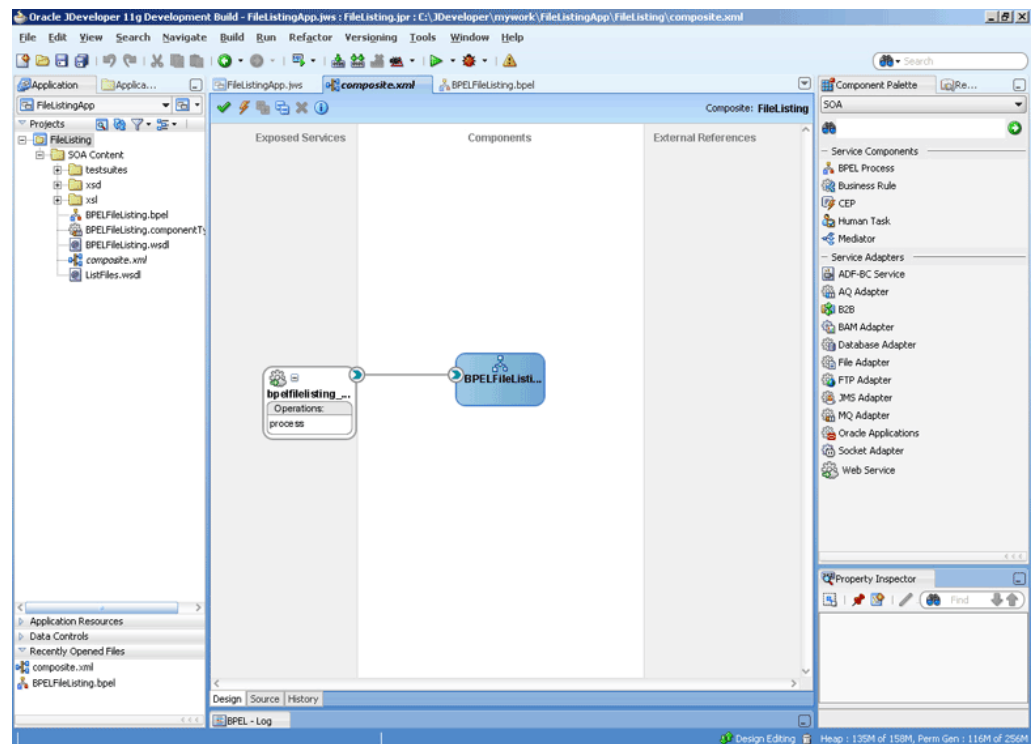 Oracle JDeveloper 11g Development Build - FileListingApp.jws : FileListing.jpr : C:\JDeveloper\mywork\FileListingApp\FileListing\composite.xml
File Edit View Search Navigate Build Run Refactor Versioning Tools Window Help
Search
Application Applica...
FileListingApp
Projects
FileListing
SOA Content
testsuites
xsd
xsl
BPELFileListing.bpel
BPELFileListing.componentTy
BPELFileListing.wsdl
composite.xml
ListFiles.wsdl
Application Resources
Data Controls
Recently Opened Files
composite.xml
BPELFileListing.bpel
FileListingApp.jws composite.xml BPELFileListing.bpel
Composite: FileListing
Exposed Services Components External References
bpelfilelisting_...
Operations:
process
BPELFileListi...
Design Source History
BPEL - Log
Component Palette Re...
SOA
Service Components
BPEL Process
Business Rule
CEP
Human Task
Mediator
Service Adapters
ADF-BC Service
AQ Adapter
B2B
BAM Adapter
Database Adapter
File Adapter
FTP Adapter
JMS Adapter
MQ Adapter
Oracle Applications
Socket Adapter
Web Service
Property Inspector
Find
Design Editing Heap : 135M of 158M, Perm Gen : 116M of 256M